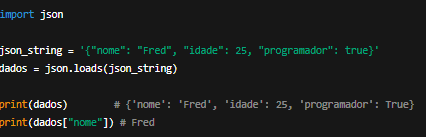 import json
json_string = '{"nome": "Fred", "idade": 25, "programador": true}'
dados = json.loads(json_string)
print(dados)        # {'nome': 'Fred', 'idade': 25, 'programador': True}
print(dados["nome"]) # Fred